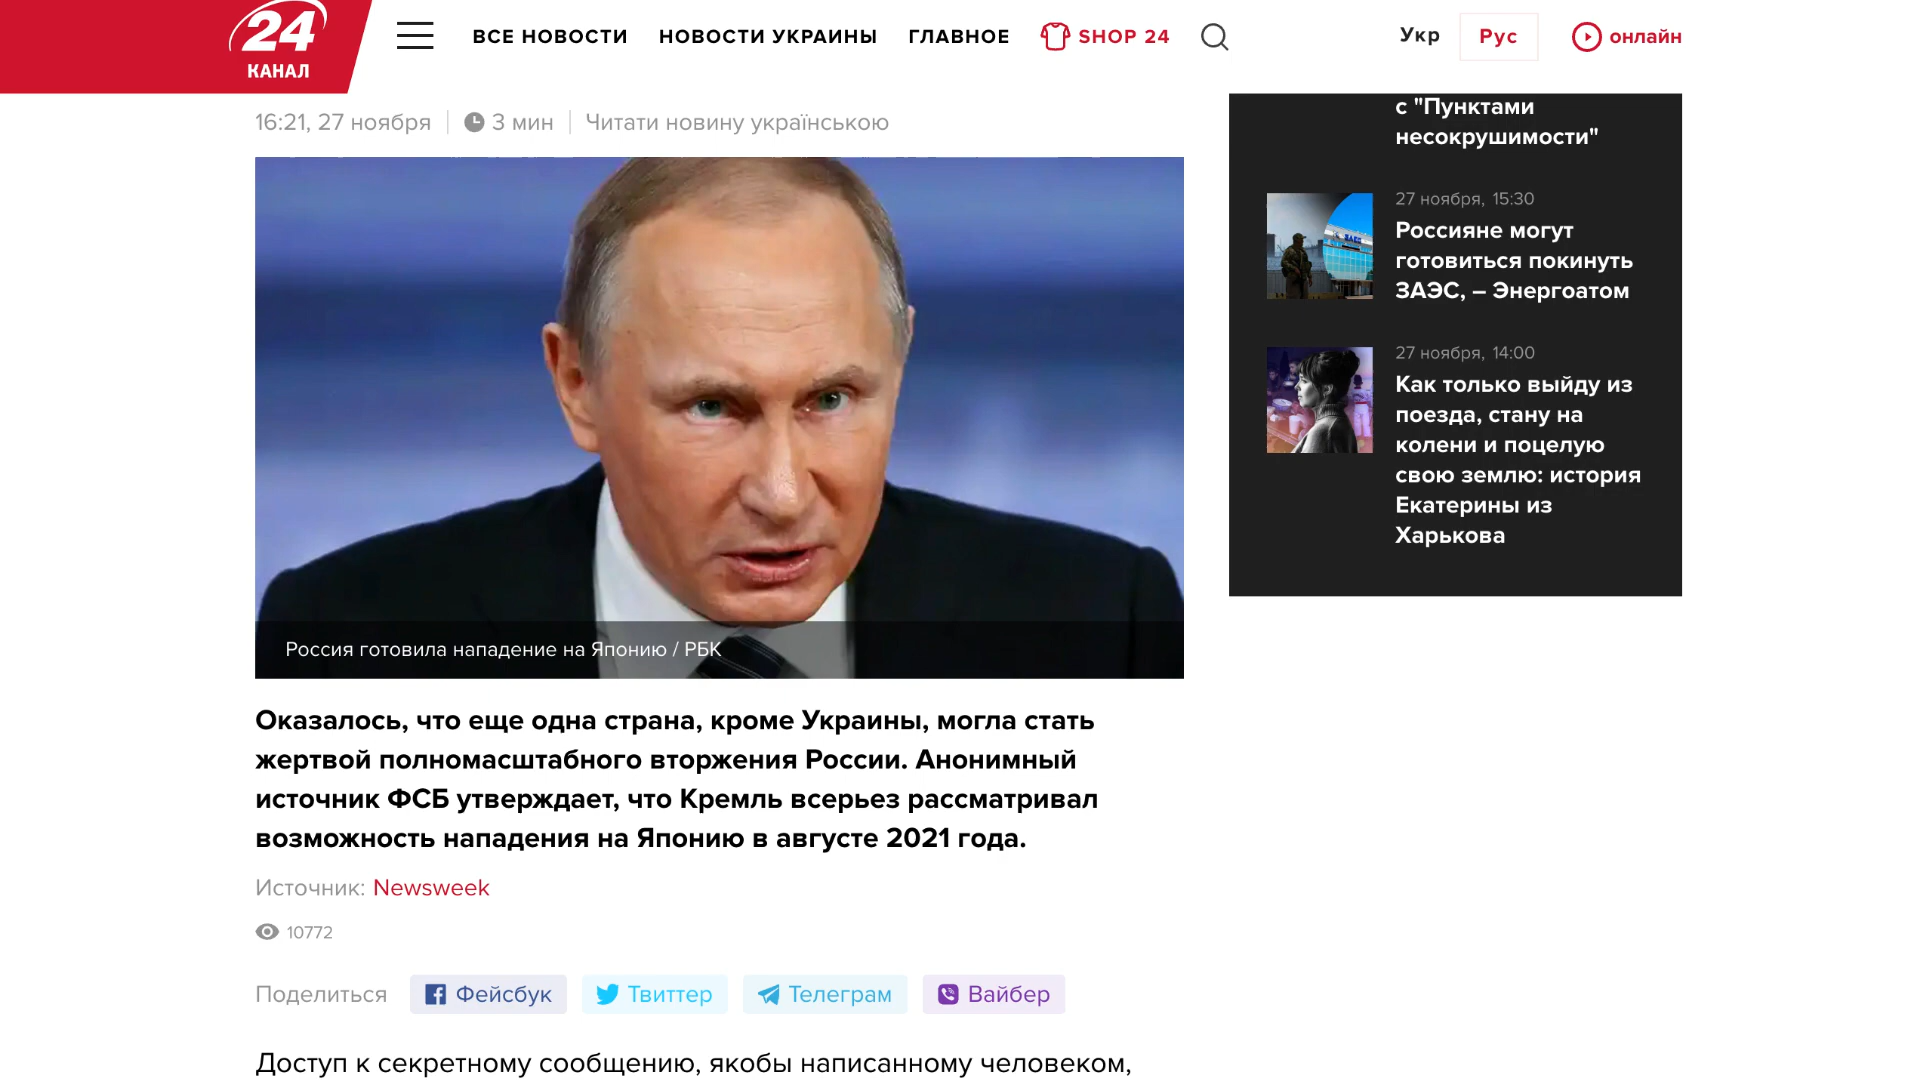 24
КАНАЛ
ВСЕ НОВОСТИ
НОВОСТИ УКРАИНЫ
ГЛАВНОЕ
SHOP 24
Укр
Рус
онлайн
16:21, 27 ноября
3 мин
Читати новину українською
Россия готовила нападение на Японию / РБК
Оказалось, что еще одна страна, кроме Украины, могла стать
жертвой полномасштабного вторжения России. Анонимный
источник ФСБ утверждает, что Кремль всерьез рассматривал
возможность нападения на Японию в августе 2021 года.
Источник: Newsweek
10772
Поделиться
Фейсбук
Твиттер
Телеграм
Вайбер
Доступ к секретному сообщению, якобы написанному человеком,
с "Пунктами
несокрушимости"
27 ноября, 15:30
Россияне могут
готовиться покинуть
ЗАЭС, – Энергоатом
27 ноября, 14:00
Как только выйду из
поезда, стану на
колени и поцелую
свою землю: история
Екатерины из
Харькова